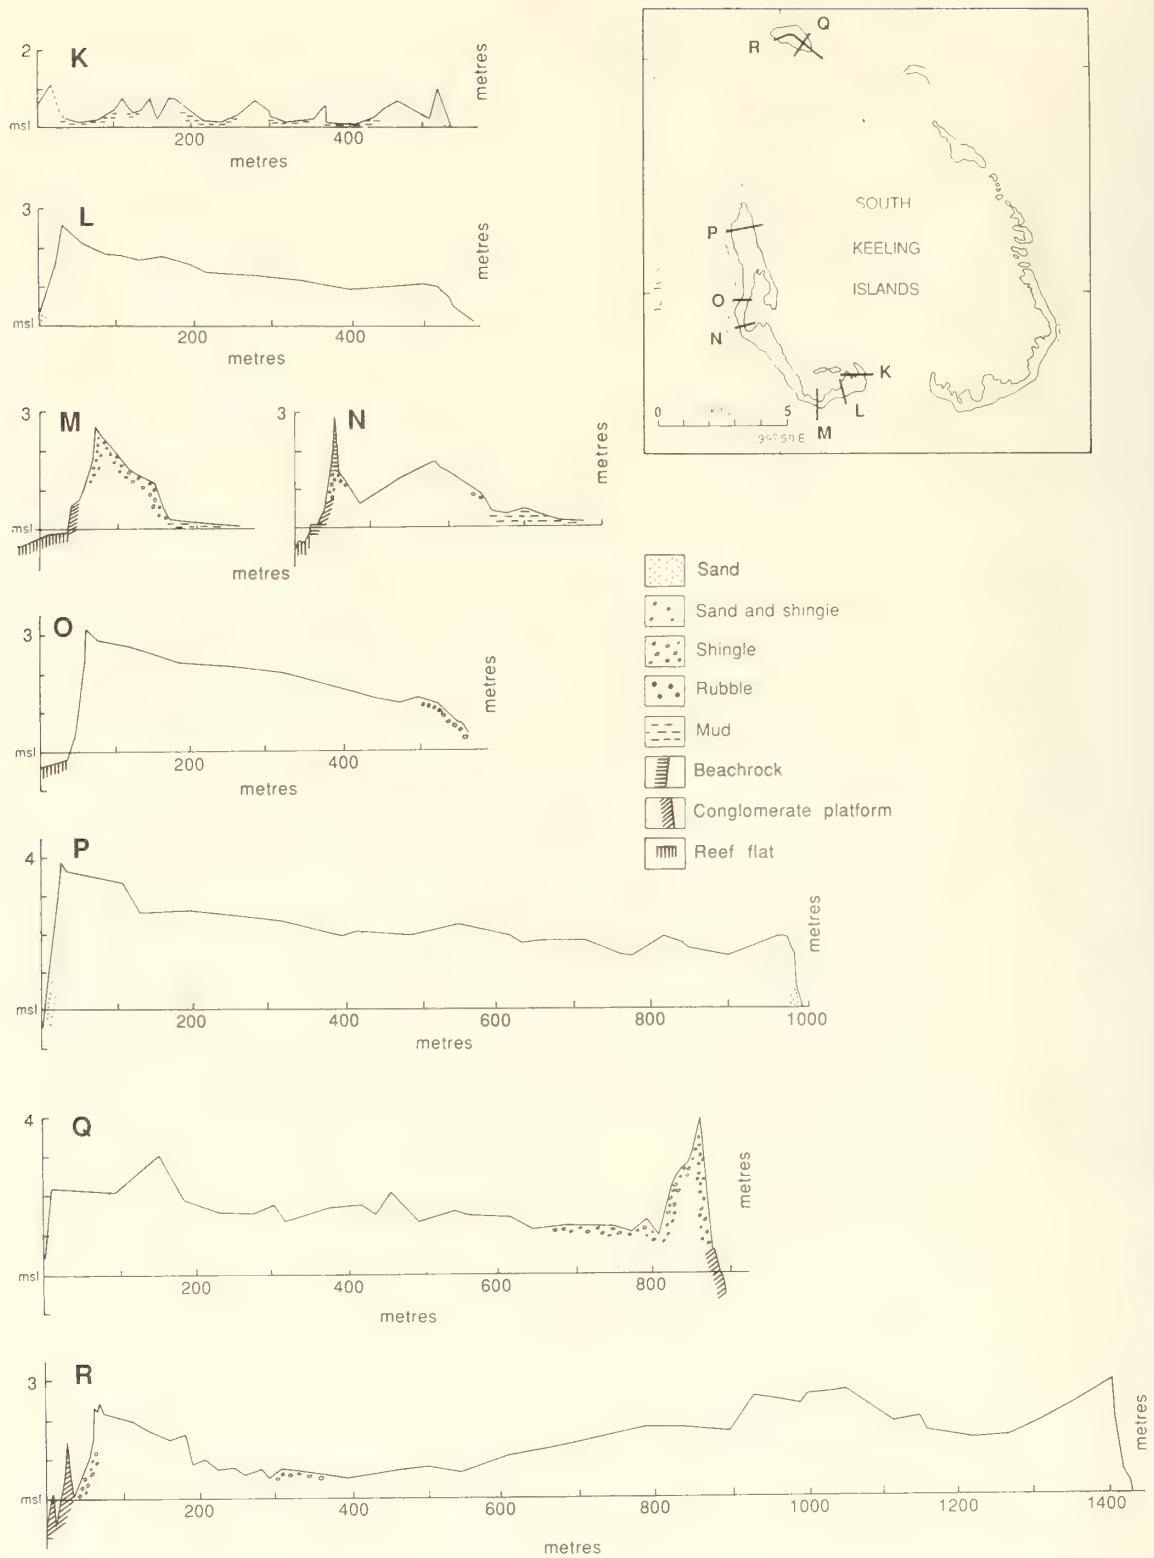 K
2
msl
200
400
metres
metres
L
3
msl
200
400
metres
metres
M
3
msl
N
3
metres
metres
O
3
msl
200
400
metres
metres
P
4
msl
200
400
600
800
1000
metres
metres
Q
4
msl
200
400
600
800
metres
metres
R
3
msl
200
400
600
800
1000
1200
1400
metres
metres
Q
R
SOUTH
KEELING
ISLANDS
P
O
N
K
L
M
0
5
Sand
Sand and shingle
Shingle
Rubble
Mud
Beachrock
Conglomerate platform
Reef flat